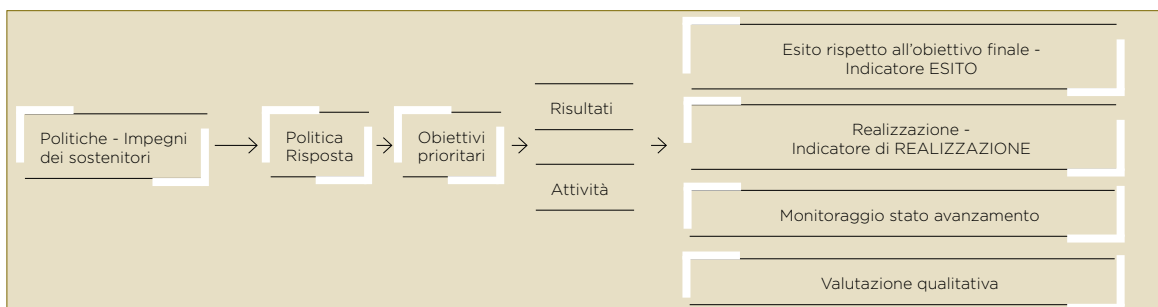 Politiche - Impegni
dei sostenitori
Politica
Risposta
Obiettivi
prioritari
Risultati
Attività
Esito rispetto all'obiettivo finale -
Indicatore ESITO
Realizzazione -
Indicatore di REALIZZAZIONE
Monitoraggio stato avanzamento
Valutazione qualitativa